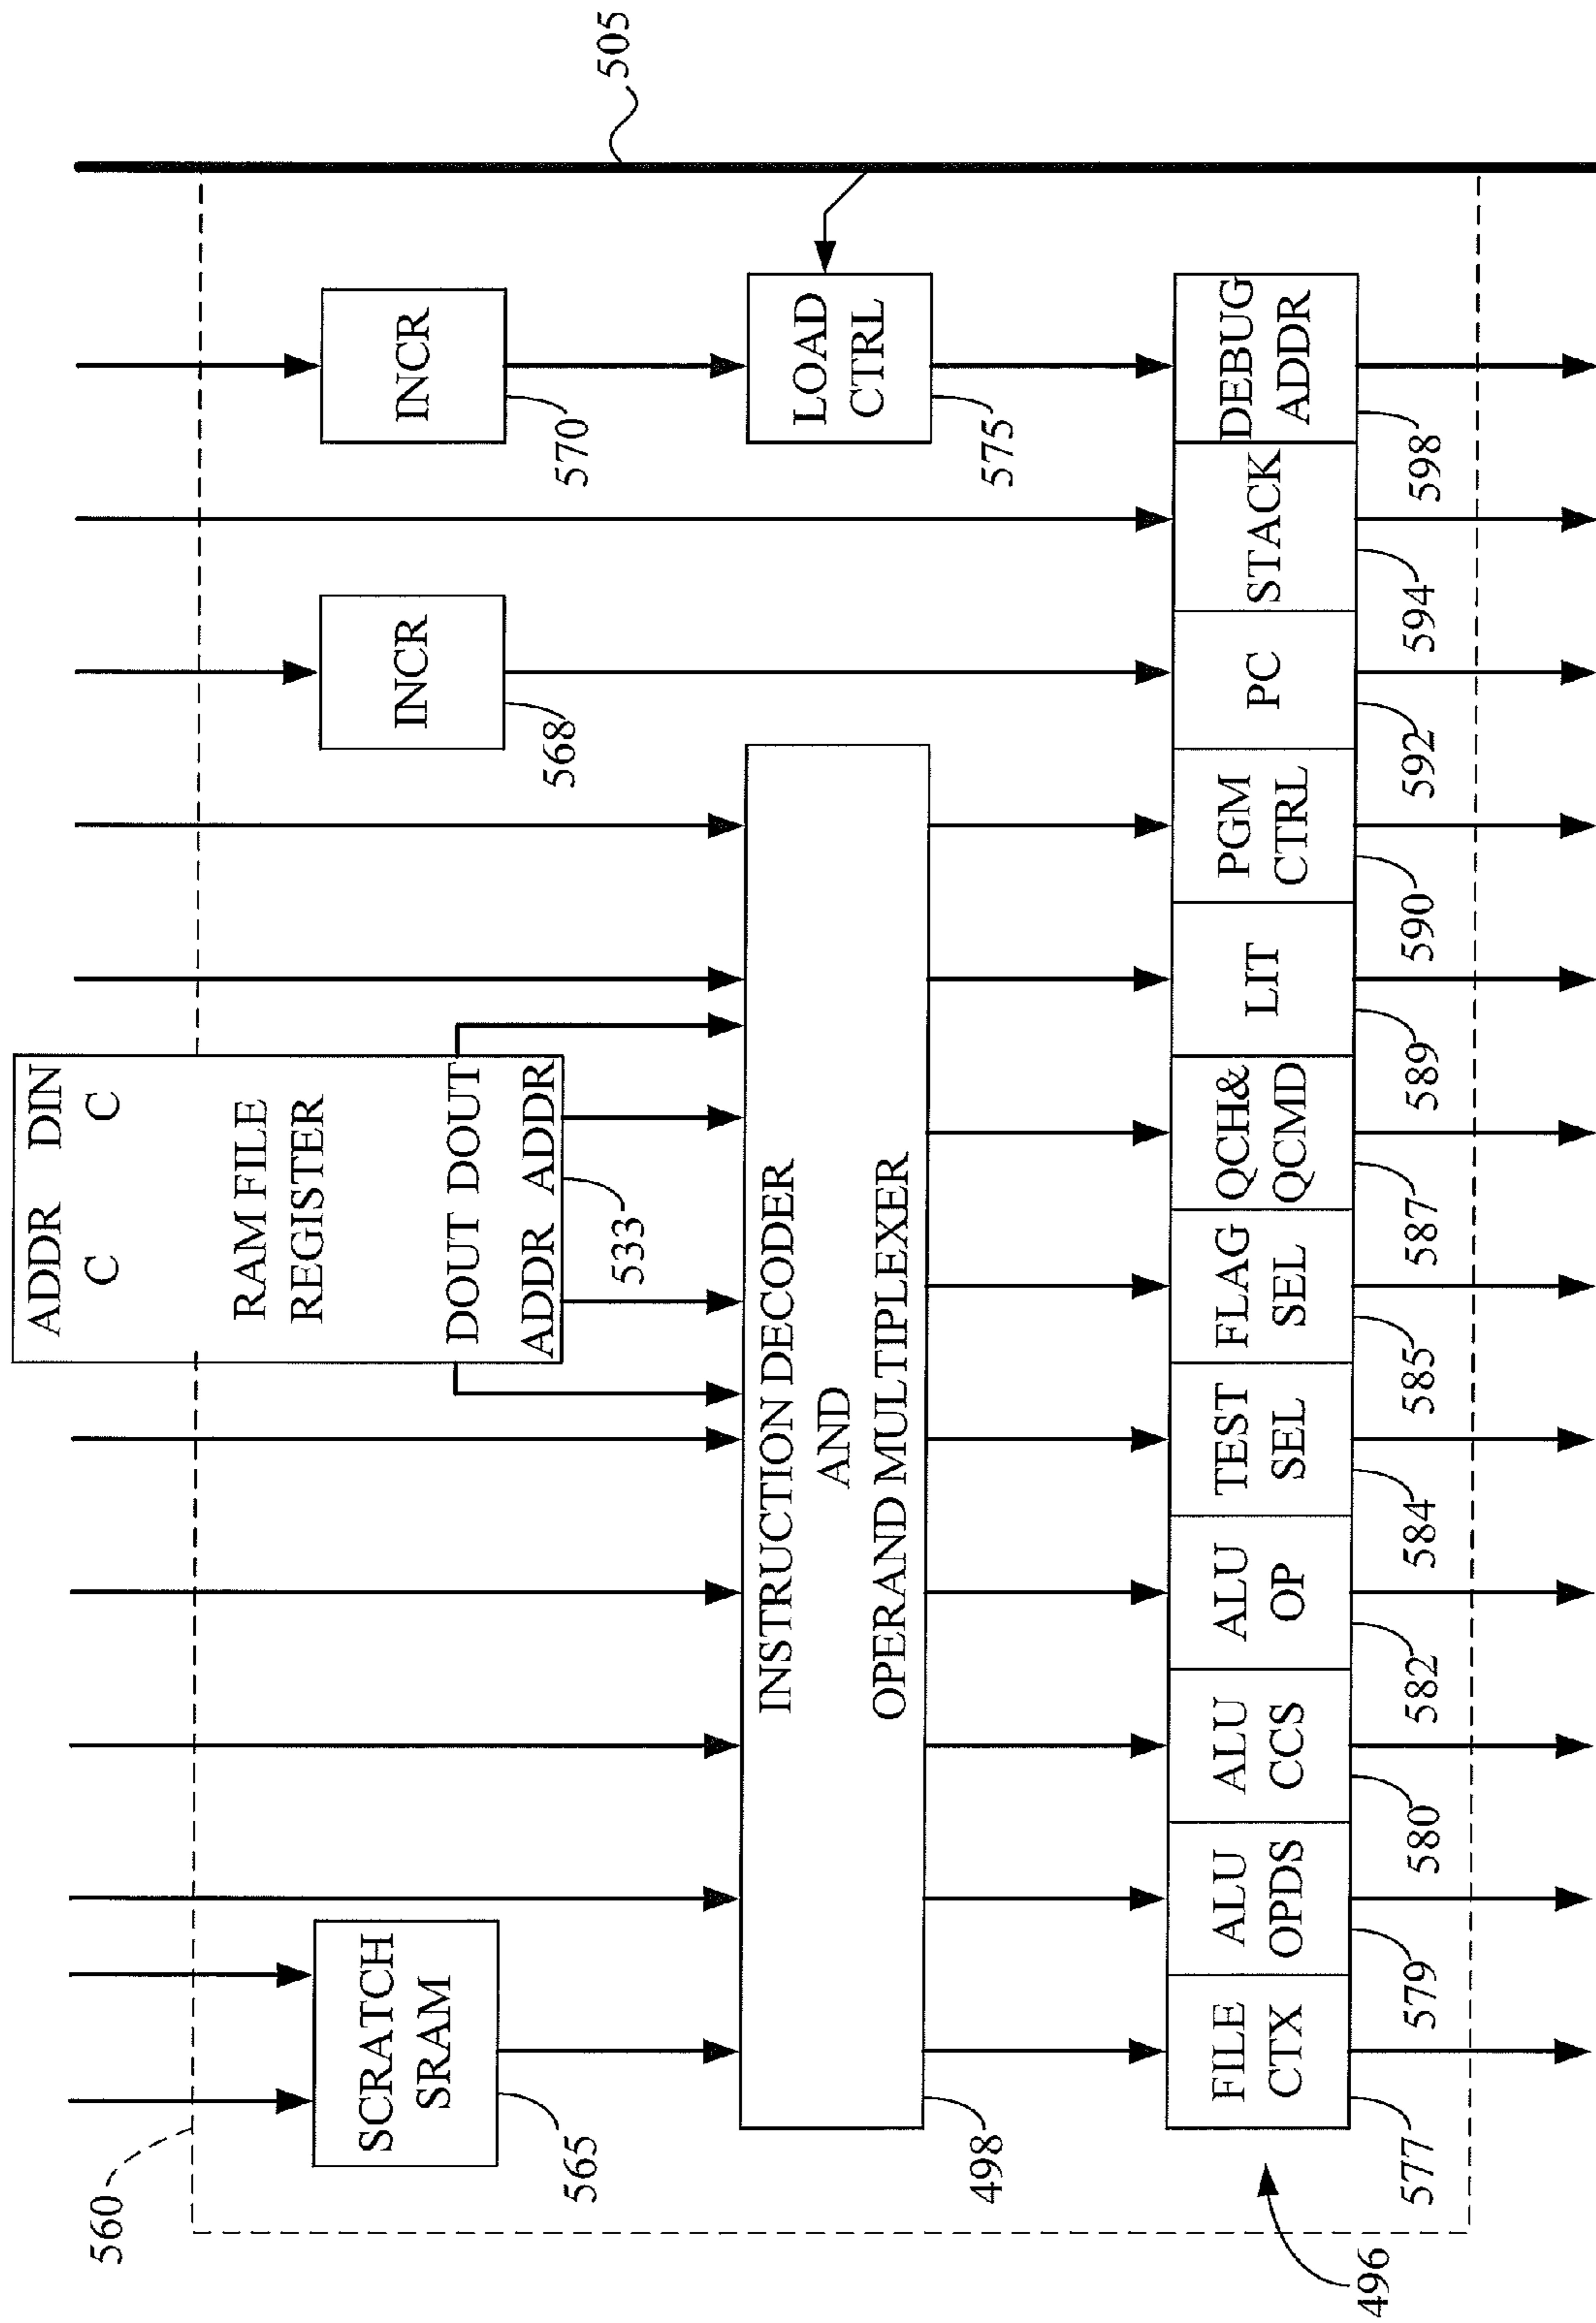 560
ADDR DIN
C C
RAM FILE
REGISTER
DOUT DOUT
ADDR ADDR
533
505
SCRATCH
SRAM
565
INCR
568
INCR
570
INSTRUCTION DECODER
AND
OPERAND MULTIPLEXER
498
LOAD
CTRL
575
496
FILE
CTX
577
ALU
OPDS
579
ALU
CCS
580
ALU
OP
582
TEST
SEL
584
FLAG
SEL
585
QCH&
QCMD
587
LIT
589
PGM
CTRL
590
PC
592
STACK
594
DEBUG
ADDR
598